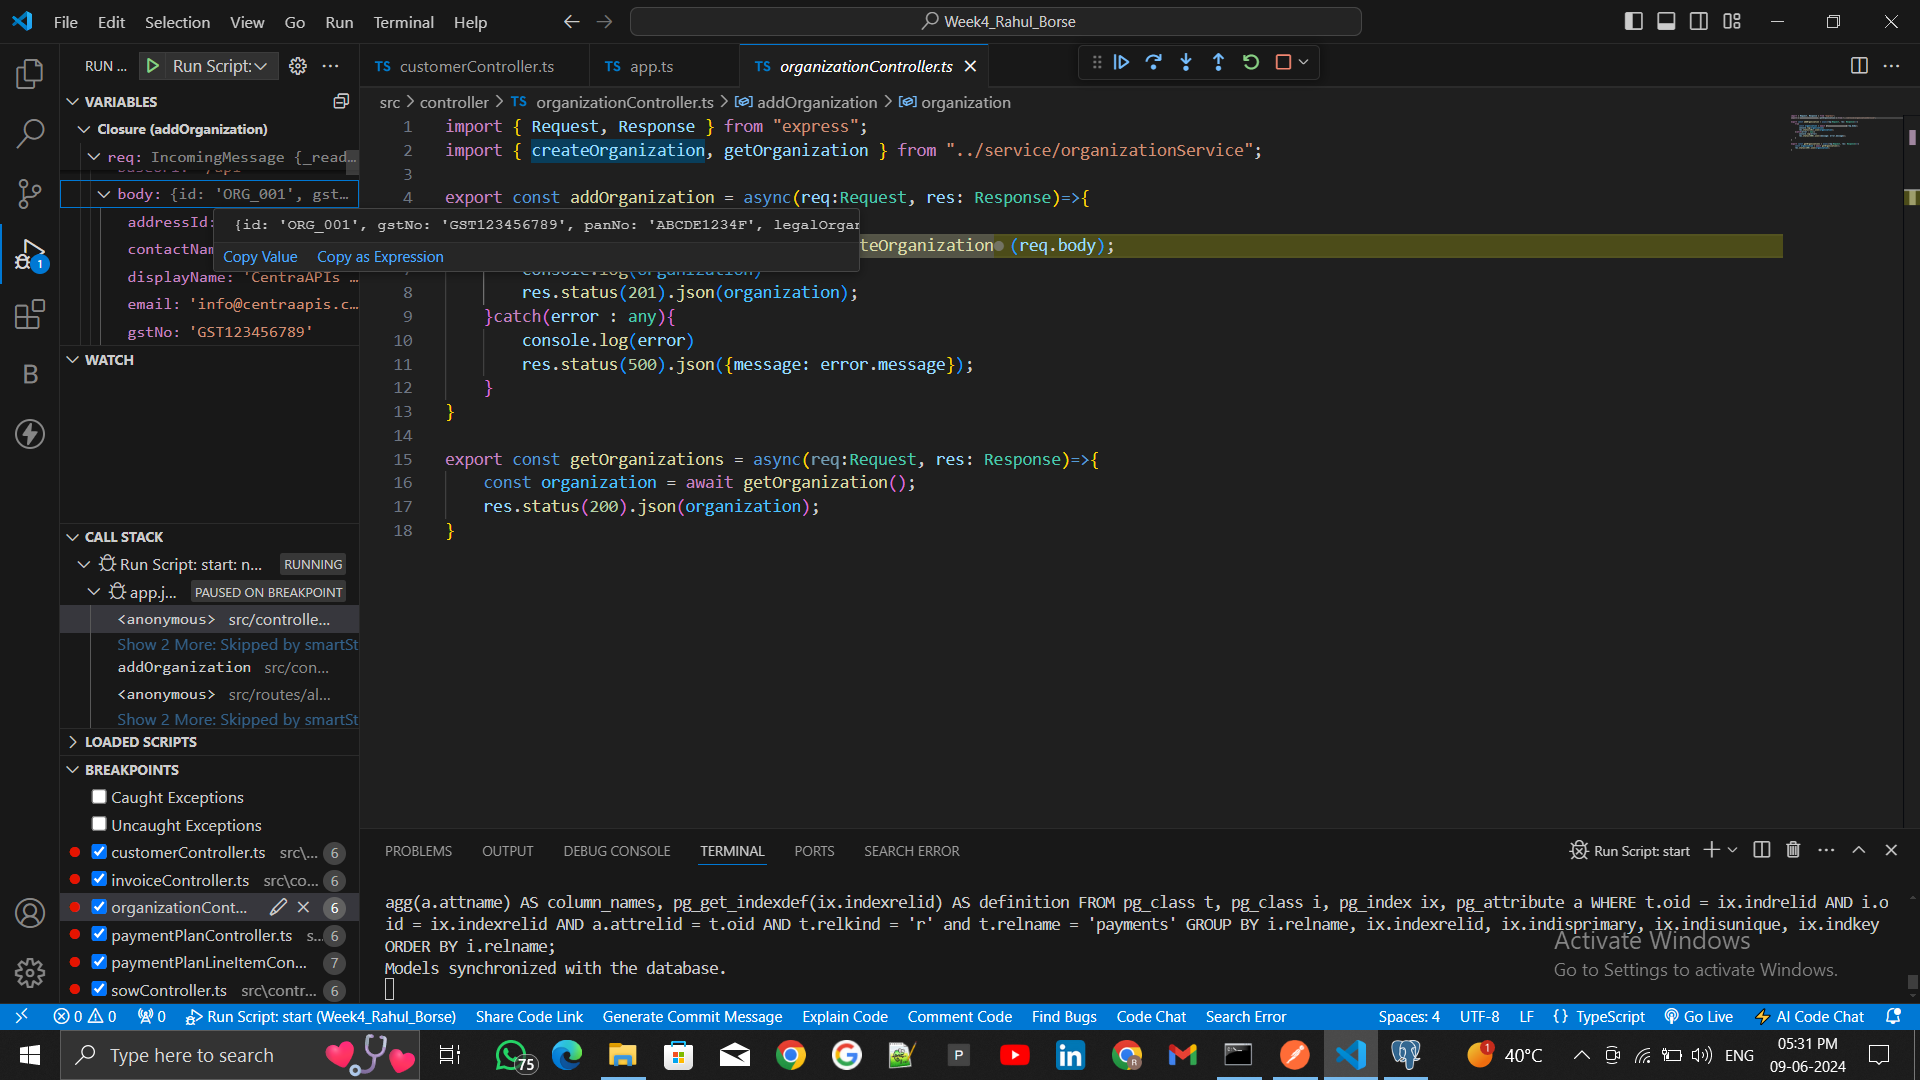 File Edit Selection View Go Run Terminal Help
Week4_Rahul_Borse
RUN ...
Run Script:
TS customerController.ts
TS app.ts
TS organizationController.ts
src > controller > TS organizationController.ts > addOrganization > organization
VARIABLES
Closure (addOrganization)
req: IncomingMessage {_read...
body: {id: 'ORG_001', gst...
addressId:
contactNam
displayName: 'CentraAPIs ...
email: 'info@centraapis.c...
gstNo: 'GST123456789'
{id: 'ORG_001', gstNo: 'GST123456789', panNo: 'ABCDE1234F', legalOrgan
Copy Value Copy as Expression
WATCH
CALL STACK
Run Script: start: n... RUNNING
app.j... PAUSED ON BREAKPOINT
<anonymous> src/controlle...
Show 2 More: Skipped by smartSt
addOrganization src/con...
<anonymous> src/routes/al...
Show 2 More: Skipped by smartSt
LOADED SCRIPTS
BREAKPOINTS
Caught Exceptions
Uncaught Exceptions
customerController.ts src\... 6
invoiceController.ts src\co... 6
organizationCont... 6
paymentPlanController.ts s... 6
paymentPlanLineItemCon... 7
sowController.ts src\contr... 6
1 import { Request, Response } from "express";
2 import { createOrganization, getOrganization } from "../service/organizationService";
3
4 export const addOrganization = async(req:Request, res: Response)=>{
teOrganization (req.body);
console.log(organization)
8 res.status(201).json(organization);
9 }catch(error : any){
10 console.log(error)
11 res.status(500).json({message: error.message});
12 }
13 }
14
15 export const getOrganizations = async(req:Request, res: Response)=>{
16 const organization = await getOrganization();
17 res.status(200).json(organization);
18 }
PROBLEMS OUTPUT DEBUG CONSOLE TERMINAL PORTS SEARCH ERROR
Run Script: start
agg(a.attname) AS column_names, pg_get_indexdef(ix.indexrelid) AS definition FROM pg_class t, pg_class i, pg_index ix, pg_attribute a WHERE t.oid = ix.indrelid AND i.o
id = ix.indexrelid AND a.attrelid = t.oid AND t.relkind = 'r' and t.relname = 'payments' GROUP BY i.relname, ix.indexrelid, ix.indisprimary, ix.indisunique, ix.indkey
ORDER BY i.relname;
Models synchronized with the database.
Activate Windows
Go to Settings to activate Windows.
0 0 0 Run Script: start (Week4_Rahul_Borse) Share Code Link Generate Commit Message Explain Code Comment Code Find Bugs Code Chat Search Error Spaces: 4 UTF-8 LF {} TypeScript Go Live AI Code Chat
Type here to search
75
1
40°C
ENG
05:31 PM
09-06-2024